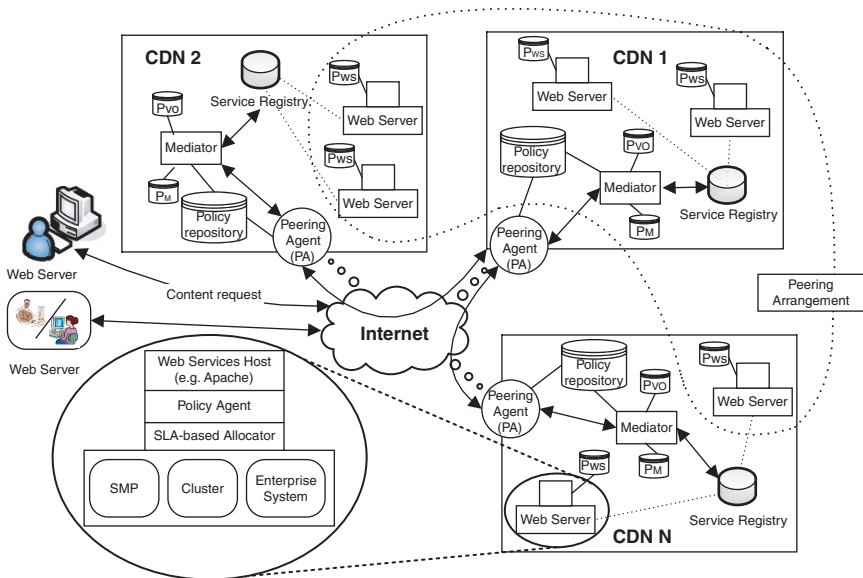 CDN 2
Pws
Service Registry
Web Server
Pvo
Mediator
Pws
PM
Web Server
Policy
repository
Peering
Agent
(PA)
CDN 1
Pws
Pws
Web Server
Web Server
Policy
repository
Pvo
Mediator
Service Registry
PM
Peering
Agent
(PA)
Web Server
Content request
Web Server
Internet
Peering
Arrangement
Web Services Host
(e.g. Apache)
Policy Agent
SLA-based Allocator
SMP
Cluster
Enterprise
System
Policy
repository
Pvo
Pws
Web Server
Peering
Agent
(PA)
Mediator
Pws
PM
Web Server
Service Registry
CDN N